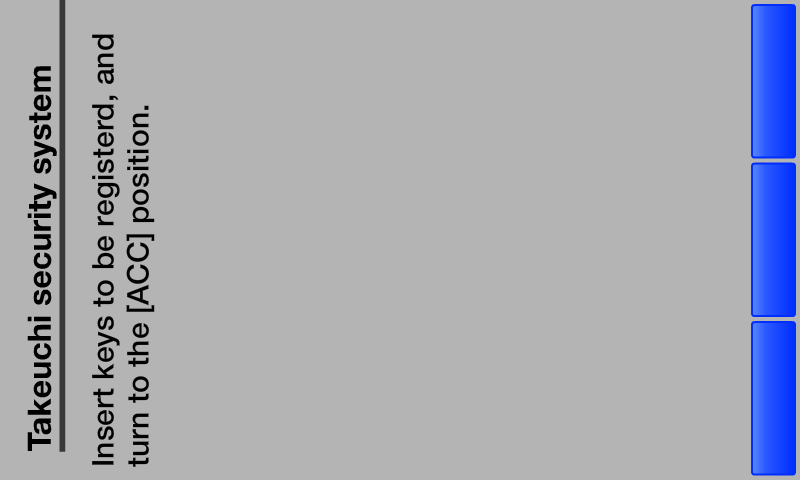 Takeuchi security system
Insert keys to be registerd, and
turn to the [ACC] position.